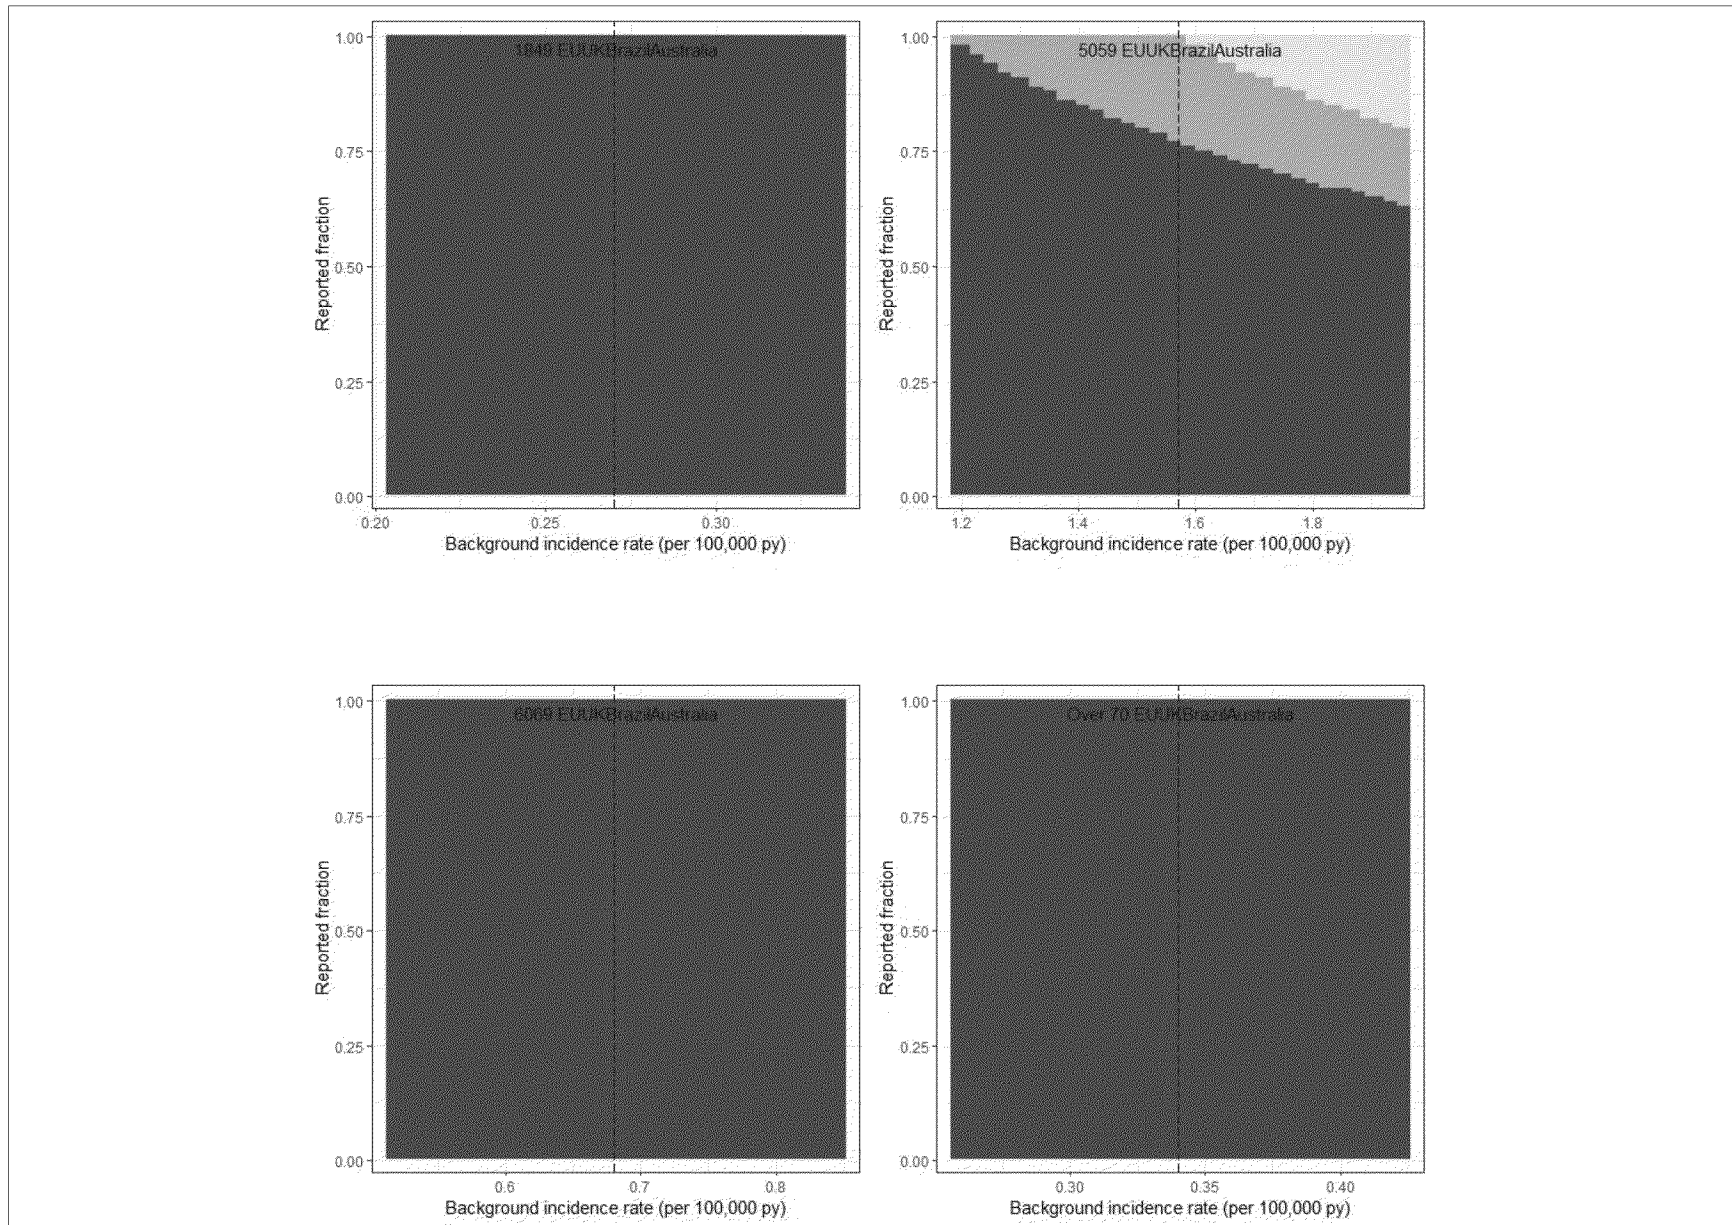 1849 EUUKBrazilAustralia
1.00
0.75
0.50
0.25
0.00
Reported fraction
0.20
0.25
0.30
Background incidence rate (per 100,000 py)
5059 EUUKBrazilAustralia
1.00
0.75
0.50
0.25
0.00
Reported fraction
1.2
1.4
1.6
1.8
Background incidence rate (per 100,000 py)
6069 EUUKBrazilAustralia
1.00
0.75
0.50
0.25
0.00
Reported fraction
0.6
0.7
0.8
Background incidence rate (per 100,000 py)
Over 70 EUUKBrazilAustralia
1.00
0.75
0.50
0.25
0.00
Reported fraction
0.30
0.35
0.40
Background incidence rate (per 100,000 py)